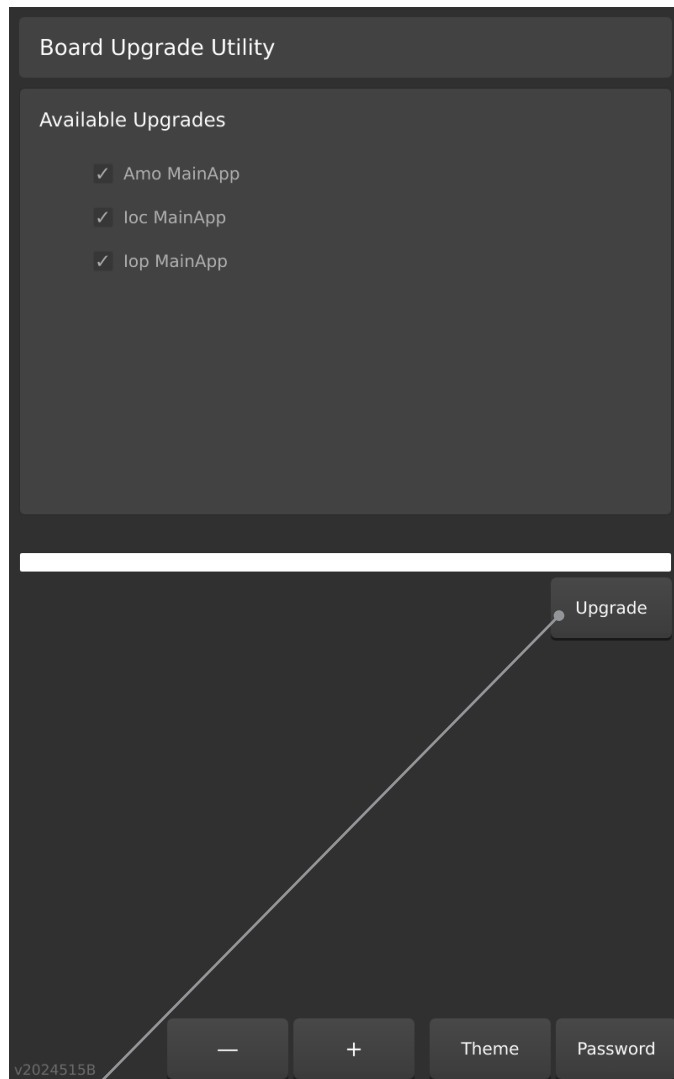 Board Upgrade Utility
Available Upgrades
✓ Amo MainApp
✓ Ioc MainApp
✓ Iop MainApp
Upgrade
— + Theme Password
v2024515B